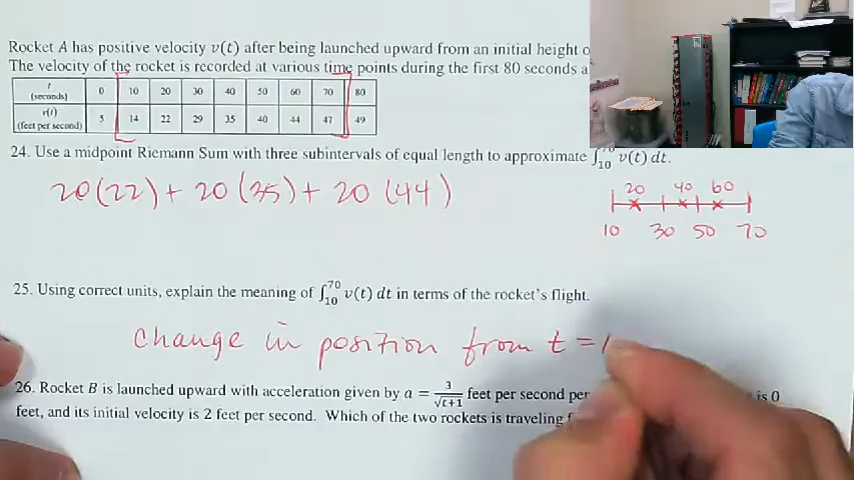 Rocket A has positive velocity v(t) after being launched upward from an initial height o
The velocity of the rocket is recorded at various time points during the first 80 seconds a
t (seconds) 0 10 20 30 40 50 60 70 80
v(t) (feet per second) 5 14 22 29 35 40 44 47 49
24. Use a midpoint Riemann Sum with three subintervals of equal length to approximate ∫₁₀⁷⁰ v(t) dt.
20(22) + 20(35) + 20(44)
20 40 60
10 30 50 70
25. Using correct units, explain the meaning of ∫₁₀⁷⁰ v(t) dt in terms of the rocket's flight.
change in position from t = 1
26. Rocket B is launched upward with acceleration given by a = 3/√(t+1) feet per second per is 0
feet, and its initial velocity is 2 feet per second. Which of the two rockets is traveling